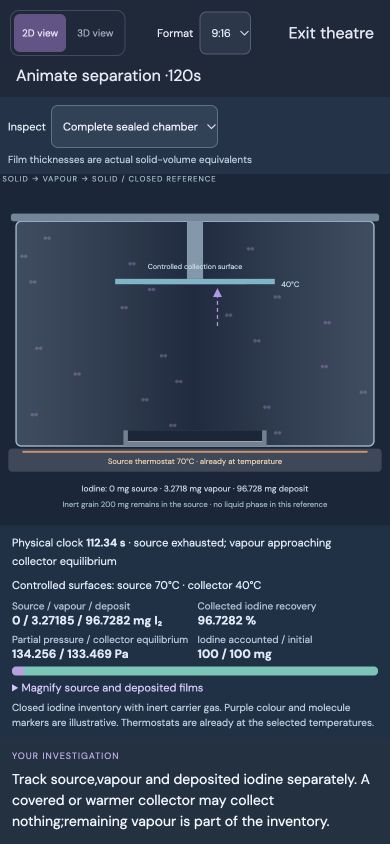 2D view 3D view Format 9:16 Exit theatre
Animate separation ·120s
Inspect Complete sealed chamber
Film thicknesses are actual solid-volume equivalents
SOLID → VAPOUR → SOLID / CLOSED REFERENCE
Controlled collection surface
40°C
Source thermostat 70°C · already at temperature
Iodine: 0 mg source · 3.2718 mg vapour · 96.728 mg deposit
Inert grain 200 mg remains in the source · no liquid phase in this reference
Physical clock 112.34 s · source exhausted; vapour approaching
collector equilibrium
Controlled surfaces: source 70°C · collector 40°C
Source / vapour / deposit Collected iodine recovery
0 / 3.27185 / 96.7282 mg I₂ 96.7282 %
Partial pressure / collector equilibrium Iodine accounted / initial
134.256 / 133.469 Pa 100 / 100 mg
▶ Magnify source and deposited films
Closed iodine inventory with inert carrier gas. Purple colour and molecule
markers are illustrative. Thermostats are already at the selected temperatures.
YOUR INVESTIGATION
Track source,vapour and deposited iodine separately. A
covered or warmer collector may collect
nothing;remaining vapour is part of the inventory.